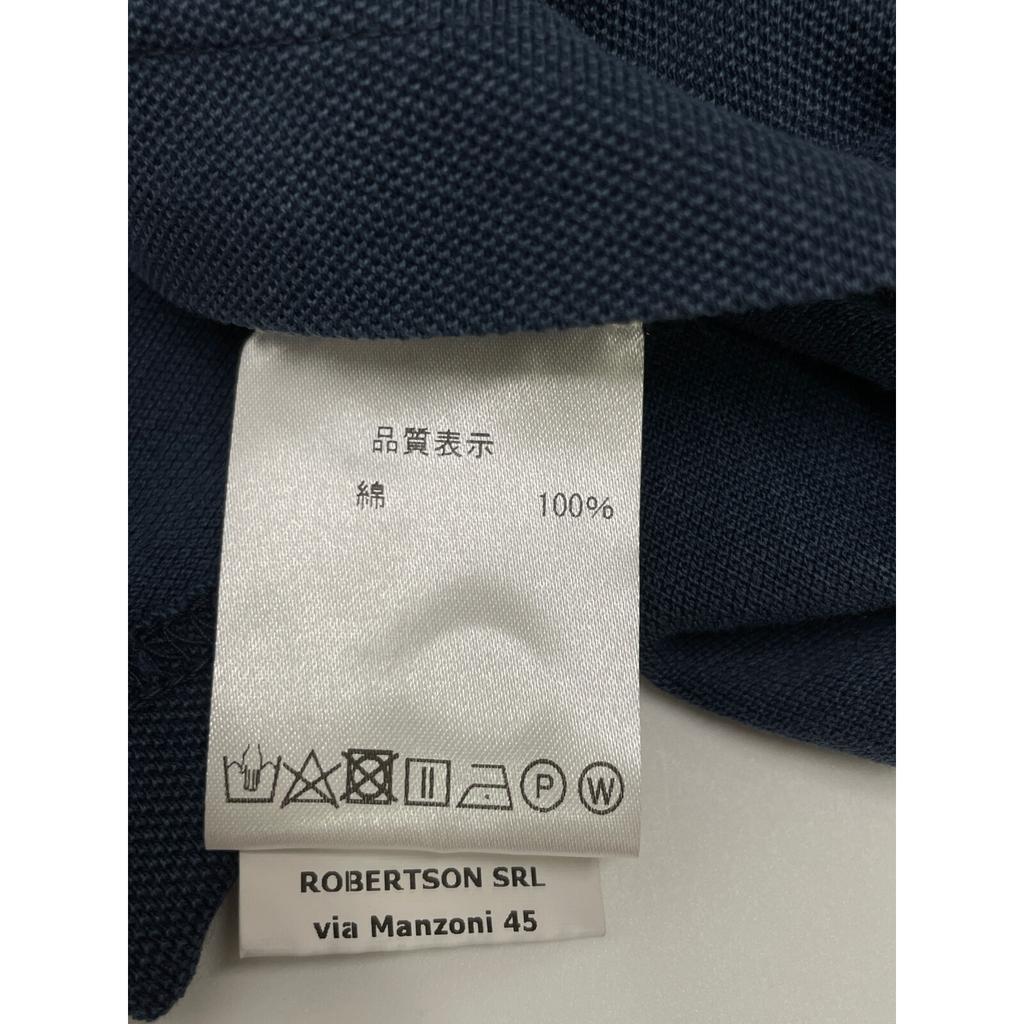 品質表示
綿 100%
P W
ROBERTSON SRL
via Manzoni 45